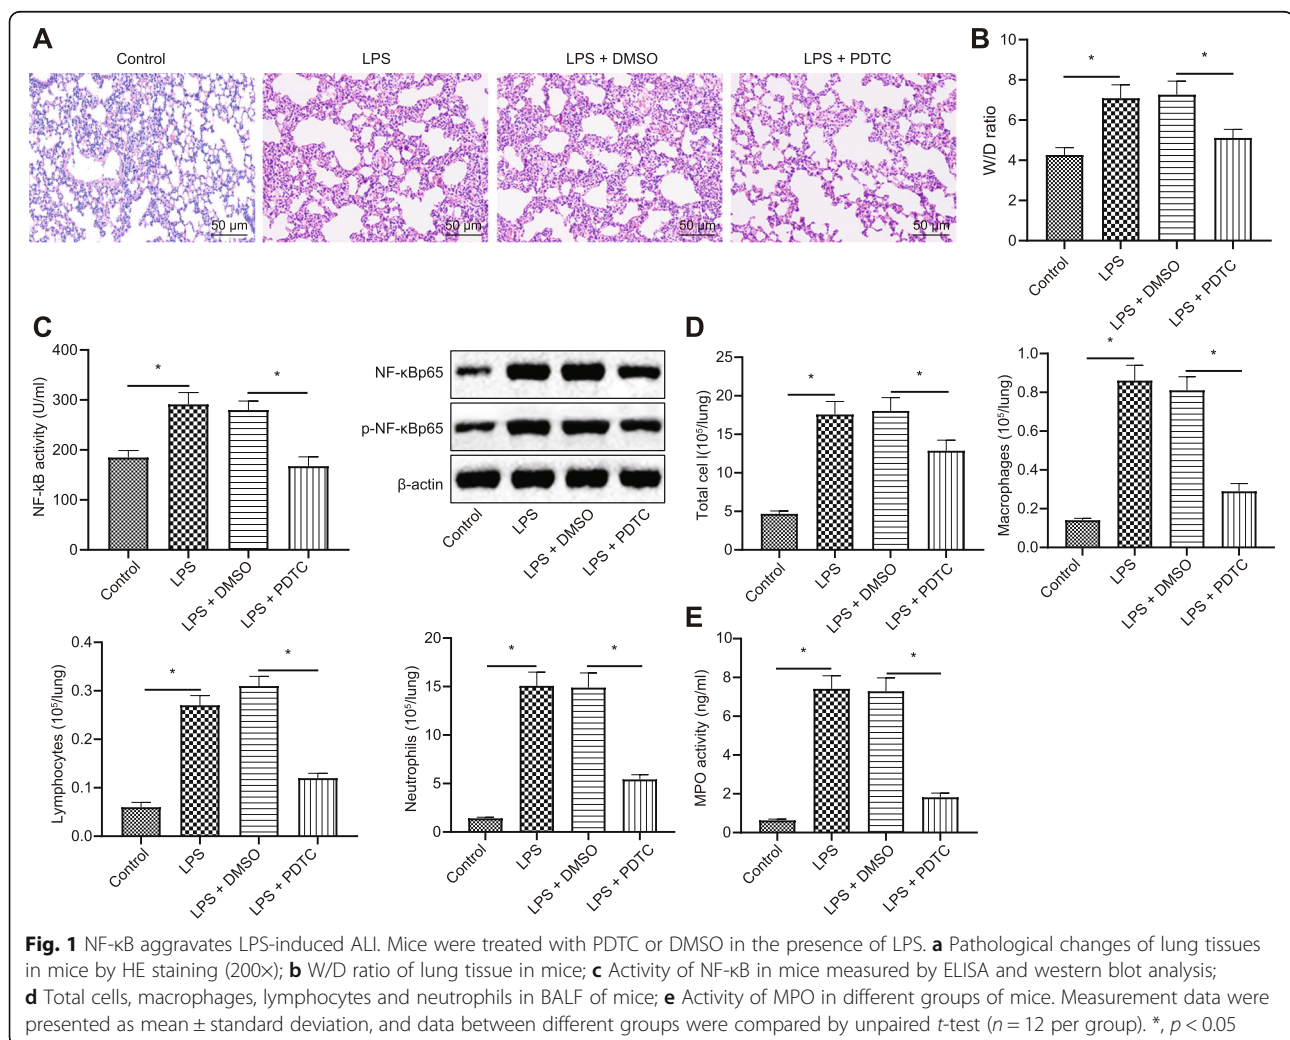 A
Control
LPS
LPS + DMSO
LPS + PDTC
50 µm
50 µm
50 µm
50 µm
B
W/D ratio
10
8
6
4
2
0
*
*
Control
LPS
LPS + DMSO
LPS + PDTC
C
NF-kB activity (U/ml)
400
300
200
100
0
*
*
Control
LPS
LPS + DMSO
LPS + PDTC
NF-κBp65
p-NF-κBp65
β-actin
Control
LPS
LPS + DMSO
LPS + PDTC
D
Total cel l(10⁵/lung)
25
20
15
10
5
0
*
*
Control
LPS
LPS + DMSO
LPS + PDTC
Macrophages (10⁵/lung)
1.0
0.8
0.6
0.4
0.2
0.0
*
*
Control
LPS
LPS + DMSO
LPS + PDTC
Lymphocytes (10⁵/lung)
0.4
0.3
0.2
0.1
0.0
*
*
Control
LPS
LPS + DMSO
LPS + PDTC
Neutrophils (10⁵/lung)
20
15
10
5
0
*
*
Control
LPS
LPS + DMSO
LPS + PDTC
E
MPO activity (ng/ml)
10
8
6
4
2
0
*
*
Control
LPS
LPS + DMSO
LPS + PDTC
Fig. 1 NF-κB aggravates LPS-induced ALI. Mice were treated with PDTC or DMSO in the presence of LPS. a Pathological changes of lung tissues
in mice by HE staining (200×); b W/D ratio of lung tissue in mice; c Activity of NF-κB in mice measured by ELISA and western blot analysis;
d Total cells, macrophages, lymphocytes and neutrophils in BALF of mice; e Activity of MPO in different groups of mice. Measurement data were
presented as mean ± standard deviation, and data between different groups were compared by unpaired t-test (n = 12 per group). *, p < 0.05